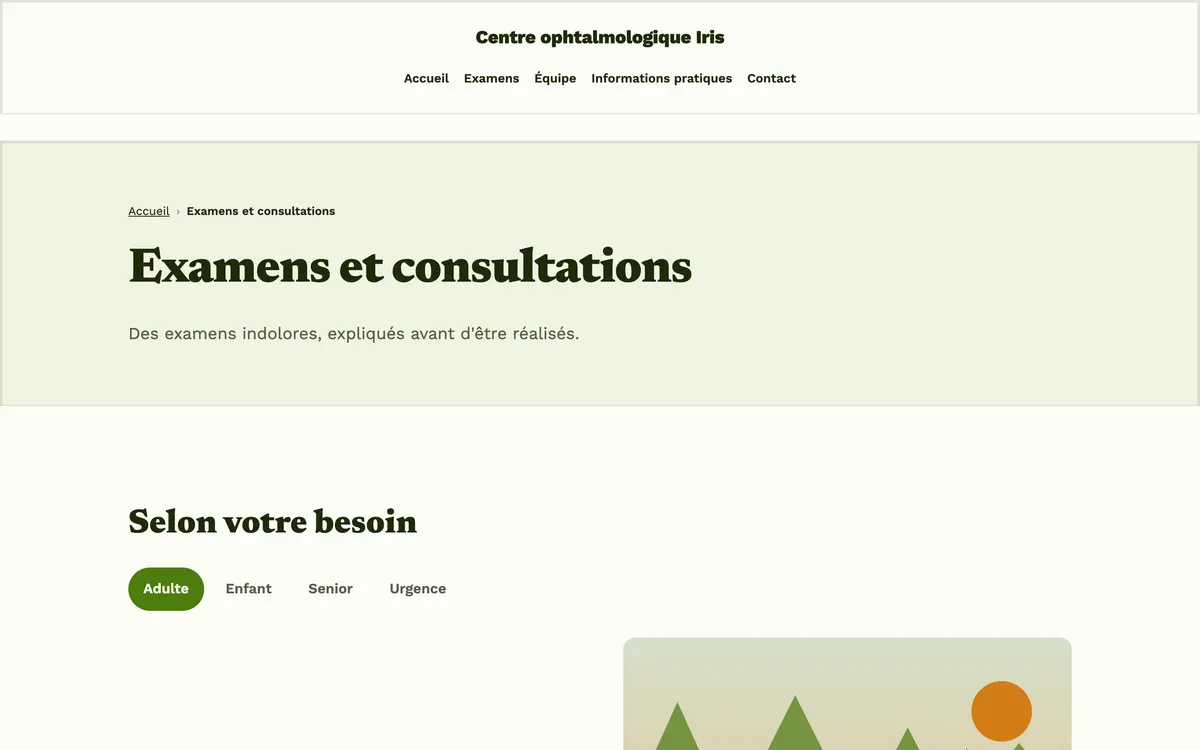 Centre ophtalmologique Iris
Accueil Examens Équipe Informations pratiques Contact
Accueil › Examens et consultations
Examens et consultations
Des examens indolores, expliqués avant d'être réalisés.
Selon votre besoin
Adulte Enfant Senior Urgence